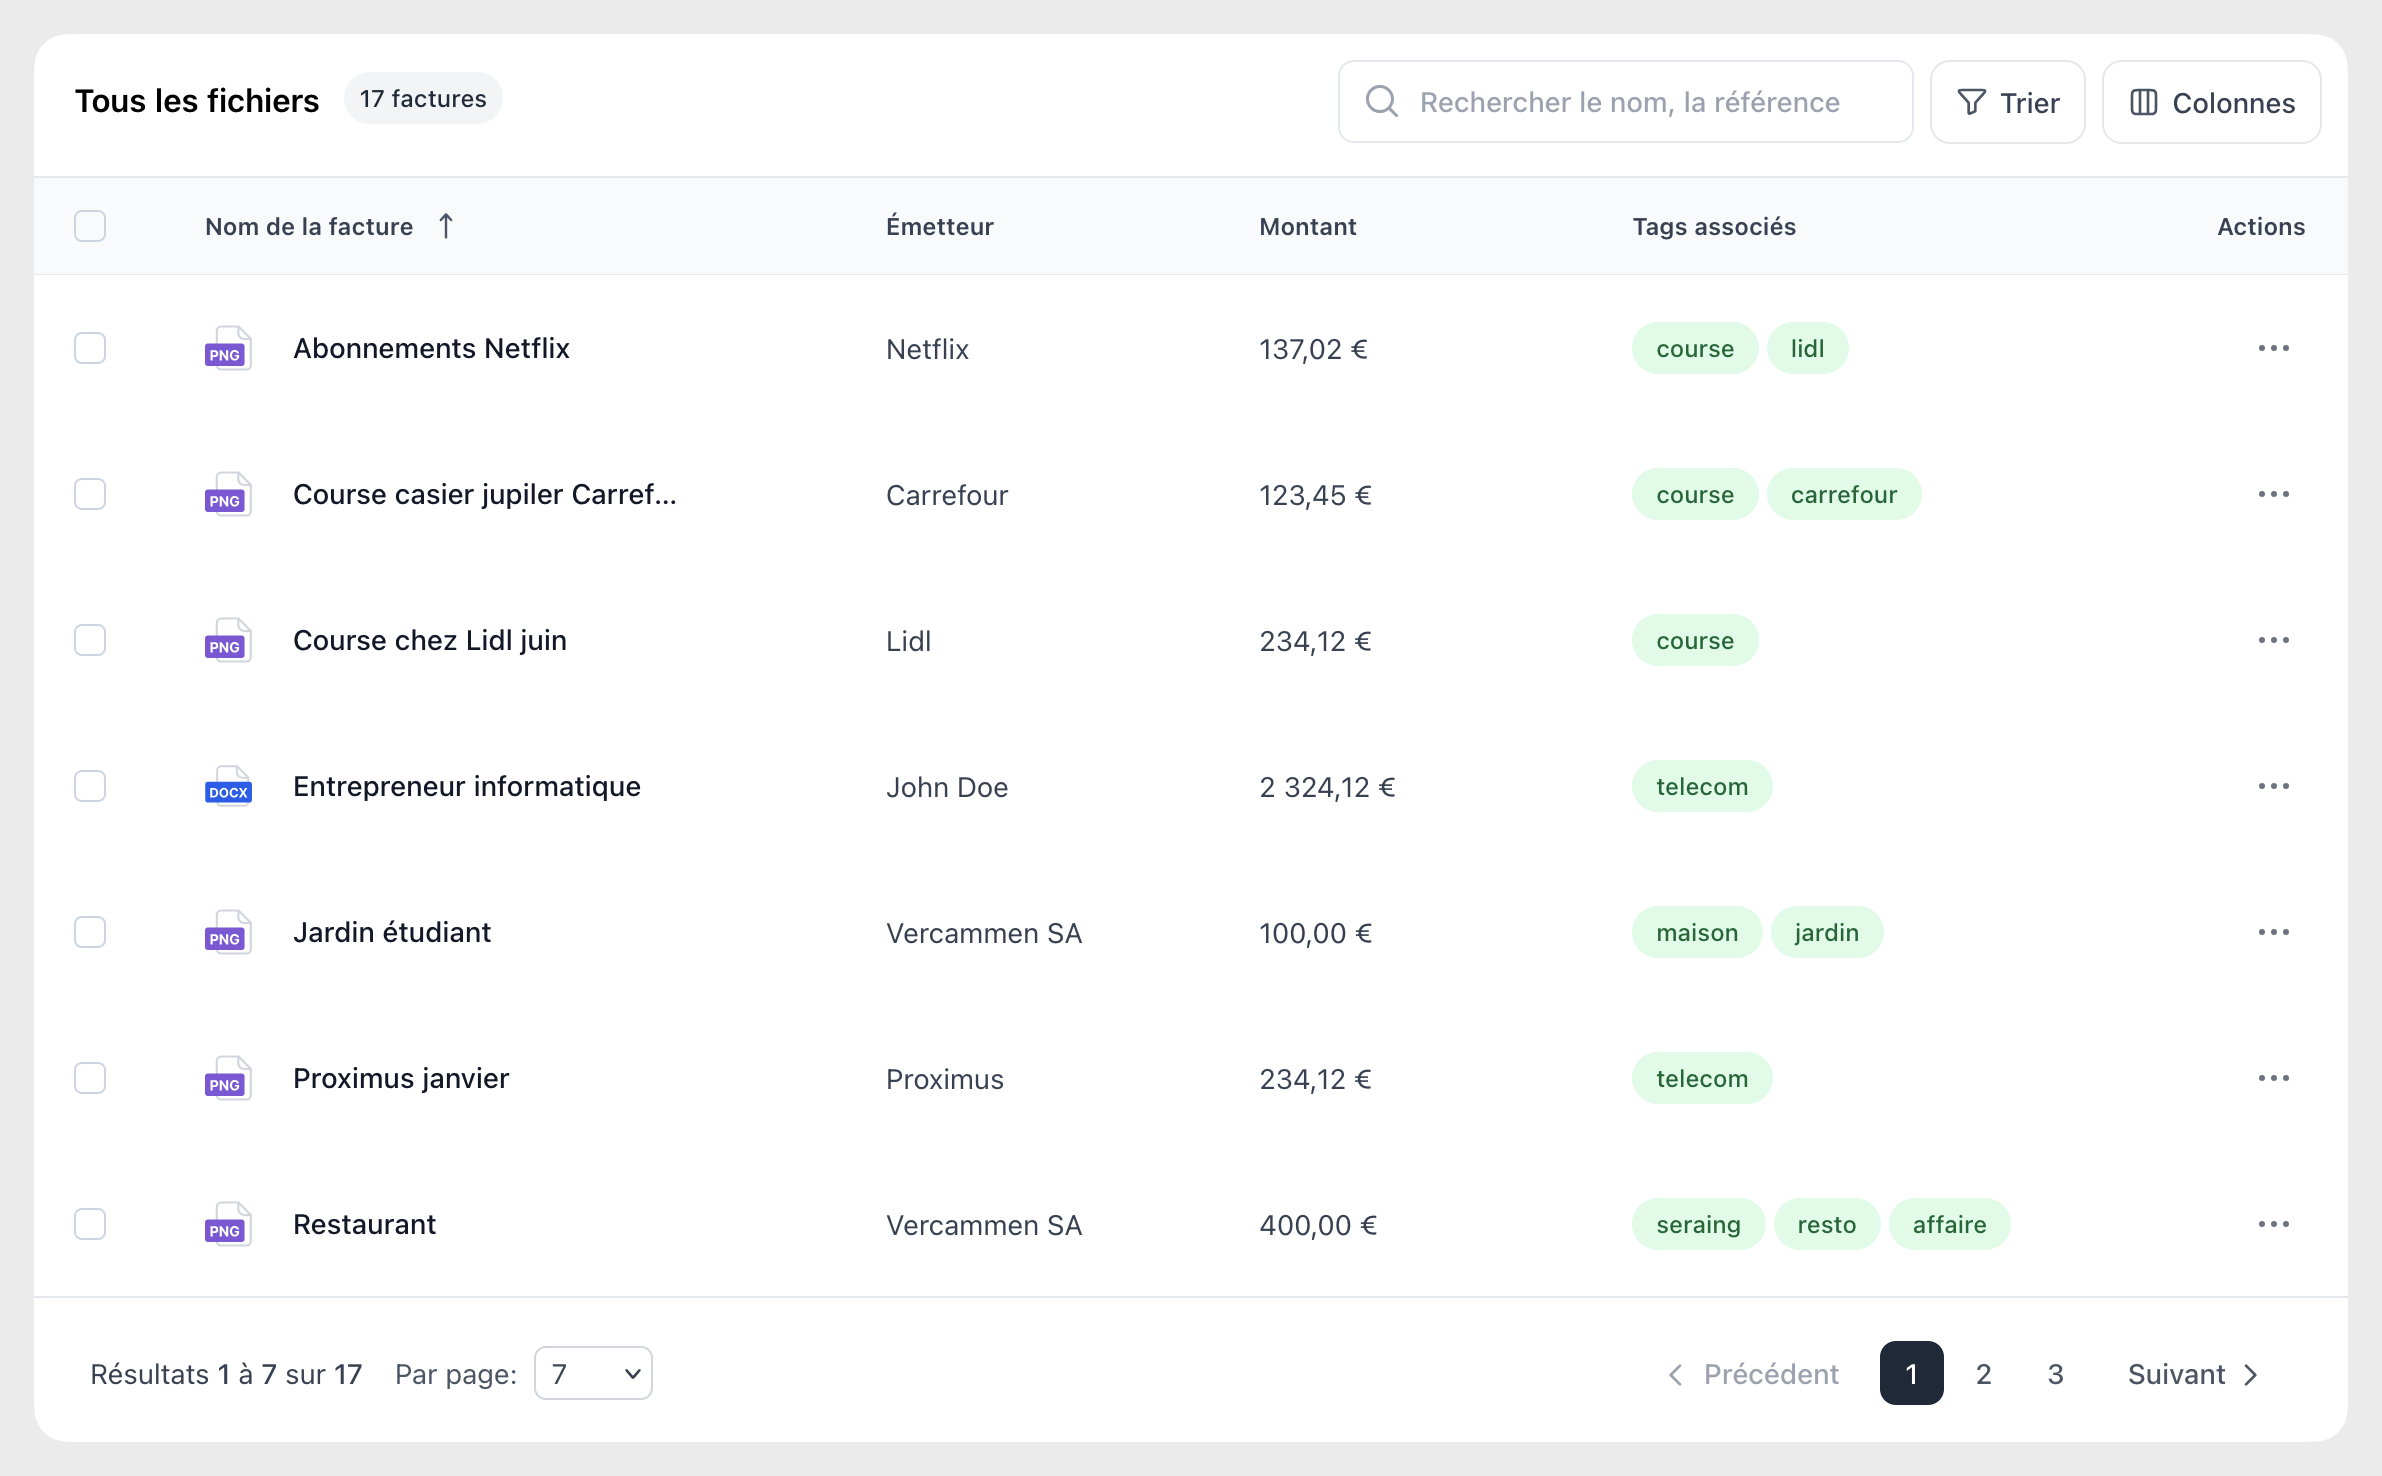 Tous les fichiers 17 factures Rechercher le nom, la référence Trier Colonnes
Nom de la facture ↑ Émetteur Montant Tags associés Actions
PNG Abonnements Netflix Netflix 137,02 € course lidl
PNG Course casier jupiler Carref... Carrefour 123,45 € course carrefour
PNG Course chez Lidl juin Lidl 234,12 € course
DOCX Entrepreneur informatique John Doe 2 324,12 € telecom
PNG Jardin étudiant Vercammen SA 100,00 € maison jardin
PNG Proximus janvier Proximus 234,12 € telecom
PNG Restaurant Vercammen SA 400,00 € seraing resto affaire
Résultats 1 à 7 sur 17 Par page: 7 Précédent 1 2 3 Suivant